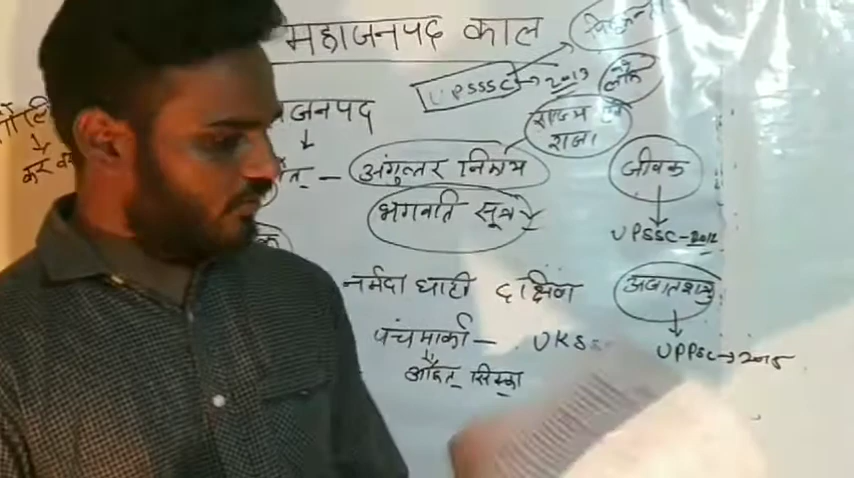 महाजनपद काल
UPSSSC → 2013
जनपद
राज्य एवं
राजा
अंगुत्तर निकाय
जीवक
भगवति सूत्र
UPSSC - 2012
नर्मदा घाटी दक्षिण
अजातशत्रु
पंचमार्का —
UPPSC → 2015
आहत सिक्का